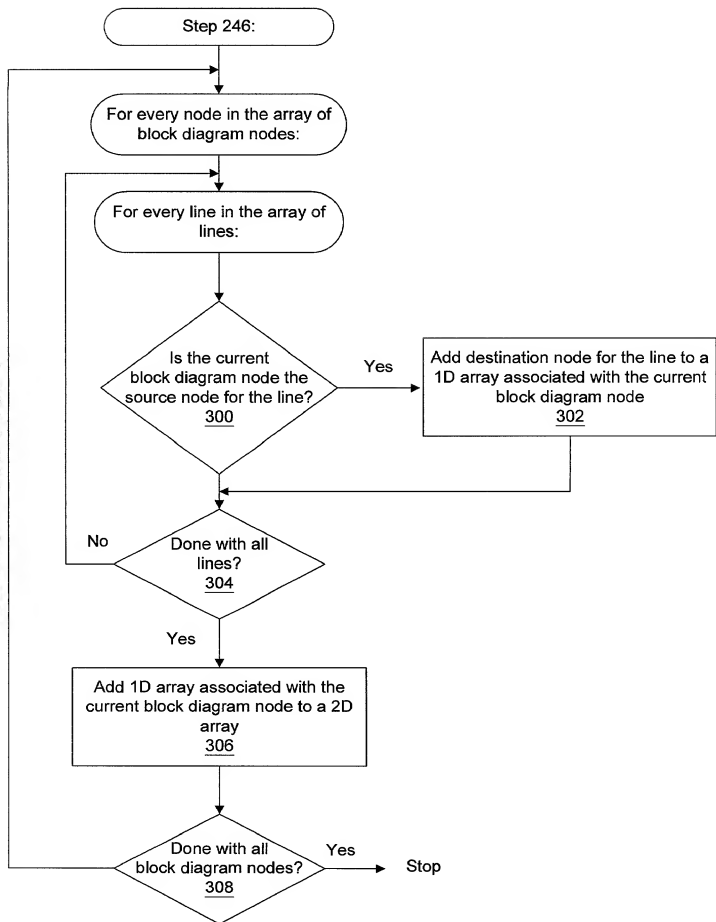 Step 246:
For every node in the array of
block diagram nodes:
For every line in the array of
lines:
Is the current
block diagram node the
source node for the line?
300
Yes
Add destination node for the line to a
1D array associated with the current
block diagram node
302
No
Done with all
lines?
304
Yes
Add 1D array associated with the
current block diagram node to a 2D
array
306
Done with all
block diagram nodes?
308
Yes
Stop